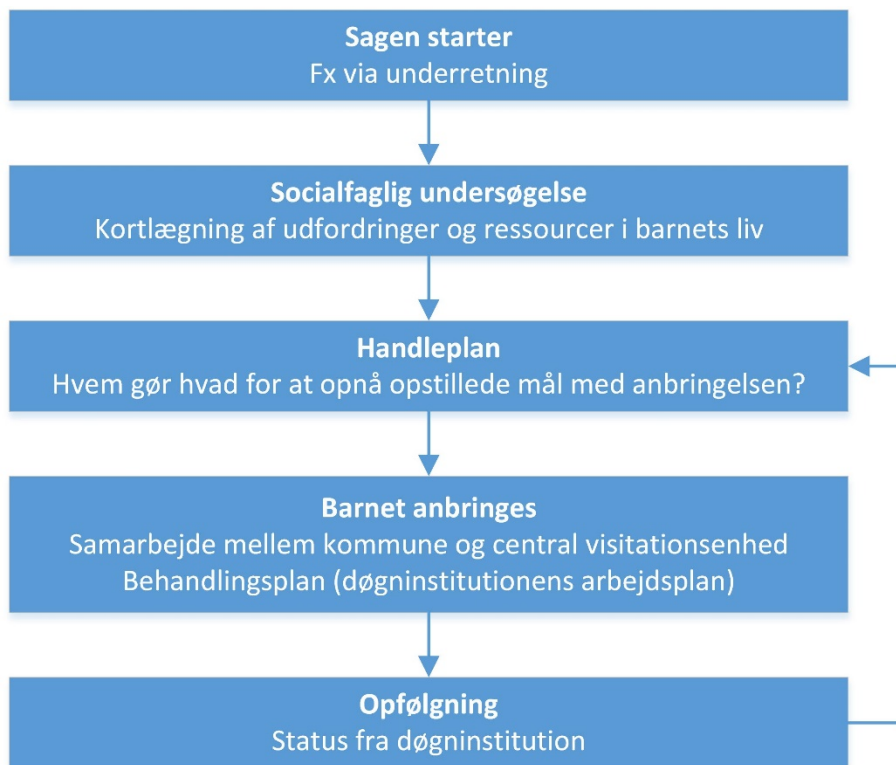 Sagen starter
Fx via underretning
Socialfaglig undersøgelse
Kortlægning af udfordringer og ressourcer i barnets liv
Handleplan
Hvem gør hvad for at opnå opstillede mål med anbringelsen?
Barnet anbringes
Samarbejde mellem kommune og central visitationsenhed
Behandlingsplan (døgninstitutionens arbejdsplan)
Opfølgning
Status fra døgninstitution